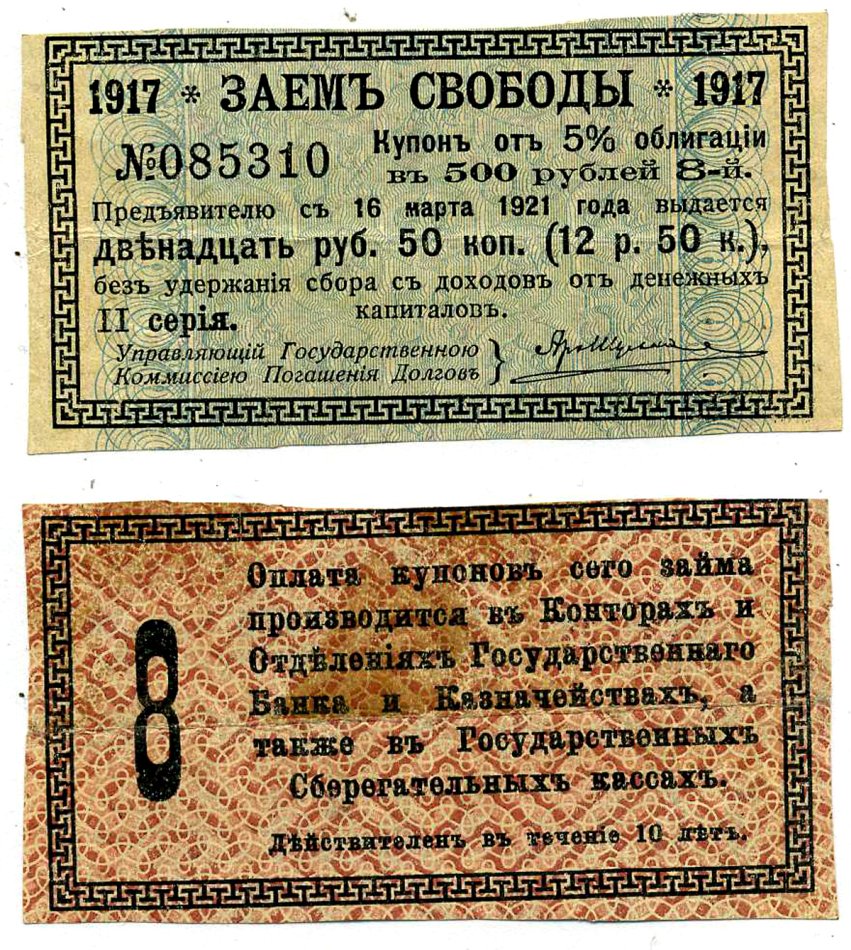 1917 * ЗАЕМЪ СВОБОДЫ * 1917
№085310
Купонъ отъ 5% облигаціи
въ 500 рублей 8-й.
Предъявителю съ 16 марта 1921 года выдается
двѣнадцать руб. 50 коп. (12 р. 50 к.),
безъ удержанія сбора съ доходовъ отъ денежныхъ
капиталовъ.
II серія.
Управляющій Государственною
Коммиссіею Погашенія Долговъ }
8
Оплата купоновъ сего займа
производится въ Конторахъ и
Отдѣленіяхъ Государственнаго
Банка и Казначействахъ, а
также въ Государственныхъ
Сберегательныхъ кассахъ.
Дѣйствителенъ въ теченіе 10 лѣтъ.